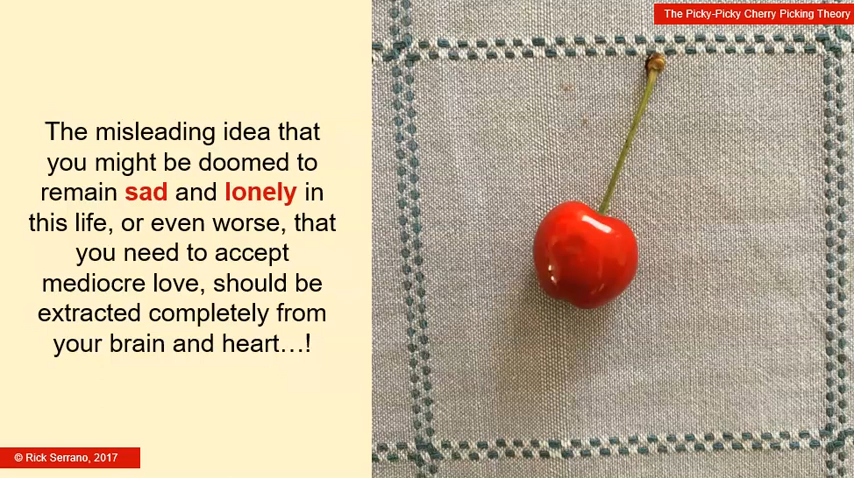 The Picky-Picky Cherry Picking Theory
The misleading idea that
you might be doomed to
remain sad and lonely in
this life, or even worse, that
you need to accept
mediocre love, should be
extracted completely from
your brain and heart…!
© Rick Serrano, 2017